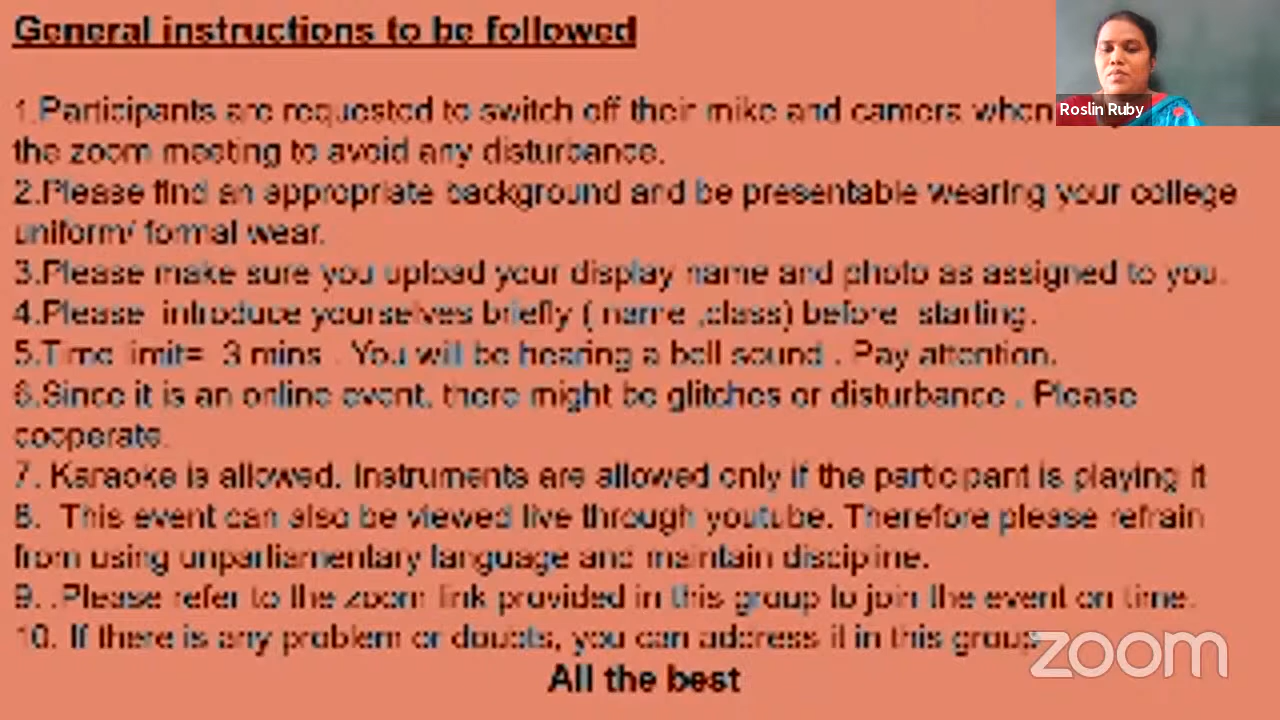 General instructions to be followed
Roslin Ruby
1.Participants are requested to switch off their mike and camera when
the zoom meeting to avoid any disturbance.
2.Please find an appropriate background and be presentable wearing your college
uniform/ formal wear.
3.Please make sure you upload your display name and photo as assigned to you.
4.Please introduce yourselves briefly ( name ,class) before starting.
5.Time limit= 3 mins . You will be hearing a bell sound . Pay attention.
6.Since it is an online event, there might be glitches or disturbance . Please
cooperate.
7. Karaoke is allowed. Instruments are allowed only if the participant is playing it
8. This event can also be viewed live through youtube. Therefore please refrain
from using unparliamentary language and maintain discipline.
9. .Please refer to the zoom link provided in this group to join the event on time.
10. If there is any problem or doubts, you can address it in this group
zoom
All the best